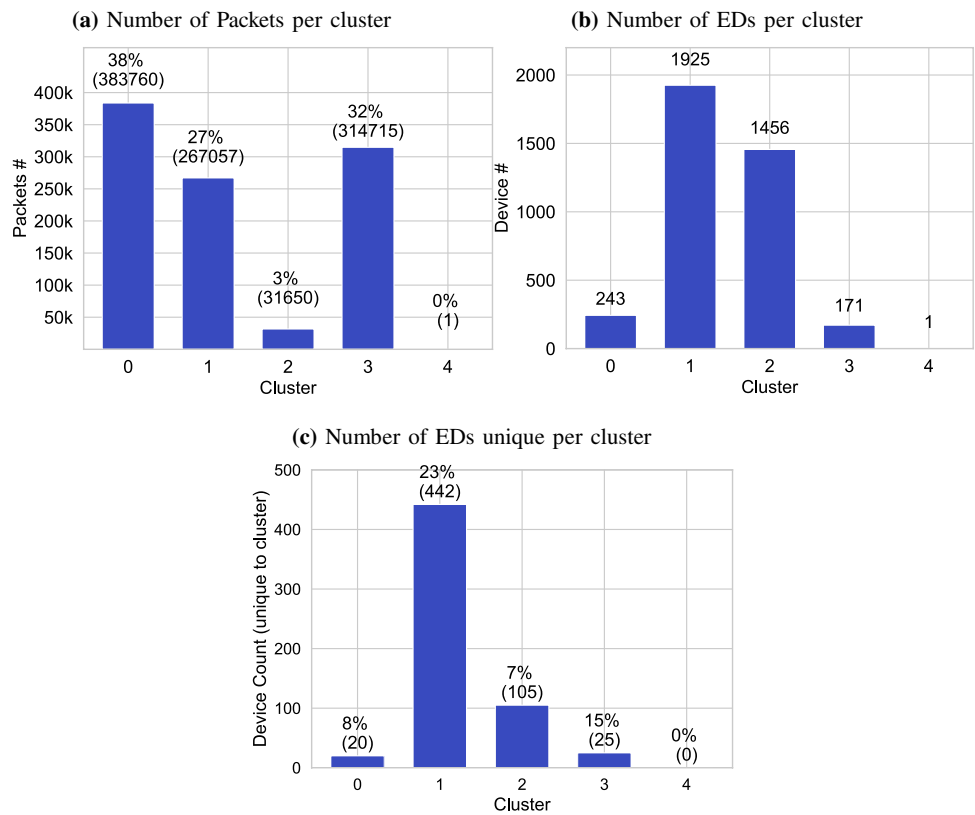 (a) Number of Packets per cluster
38%
(383760)
27%
(267057)
3%
(31650)
32%
(314715)
0%
(1)
400k
350k
300k
250k
200k
150k
100k
50k
Packets #
0 1 2 3 4
Cluster
(b) Number of EDs per cluster
243
1925
1456
171
1
2000
1500
1000
500
0
Device #
0 1 2 3 4
Cluster
(c) Number of EDs unique per cluster
8%
(20)
23%
(442)
7%
(105)
15%
(25)
0%
(0)
500
400
300
200
100
0
Device Count (unique to cluster)
0 1 2 3 4
Cluster